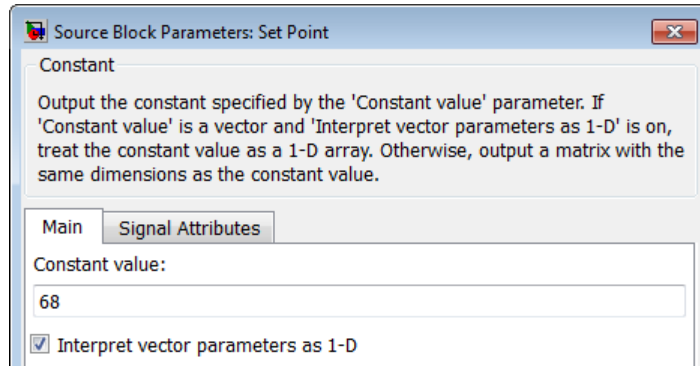 Source Block Parameters: Set Point
Constant
Output the constant specified by the 'Constant value' parameter. If
'Constant value' is a vector and 'Interpret vector parameters as 1-D' is on,
treat the constant value as a 1-D array. Otherwise, output a matrix with the
same dimensions as the constant value.
Main Signal Attributes
Constant value:
68
Interpret vector parameters as 1-D